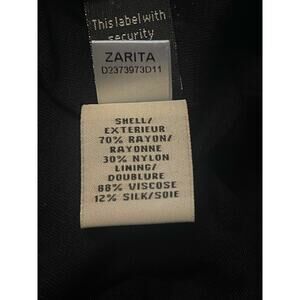 This label with
security
ZARITA
D2373973D11
SHELL/
EXTERIEUR
70% RAYON/
RAYONNE
30% NYLON
LINING/
DOUBLURE
88% VISCOSE
12% SILK/SOIE